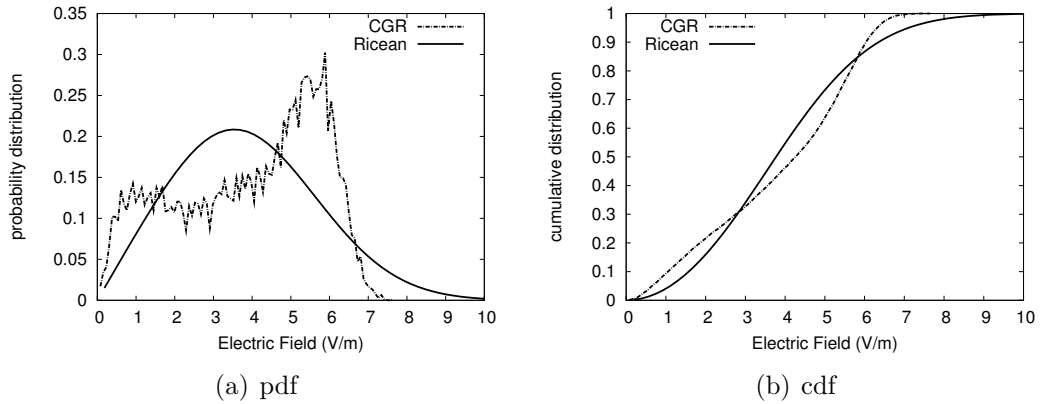 probability distribution
0.35
0.3
0.25
0.2
0.15
0.1
0.05
0
CGR
Ricean
0 1 2 3 4 5 6 7 8 9 10
Electric Field (V/m)
(a) pdf
cumulative distribution
1
0.9
0.8
0.7
0.6
0.5
0.4
0.3
0.2
0.1
0
CGR
Ricean
0 1 2 3 4 5 6 7 8 9 10
Electric Field (V/m)
(b) cdf